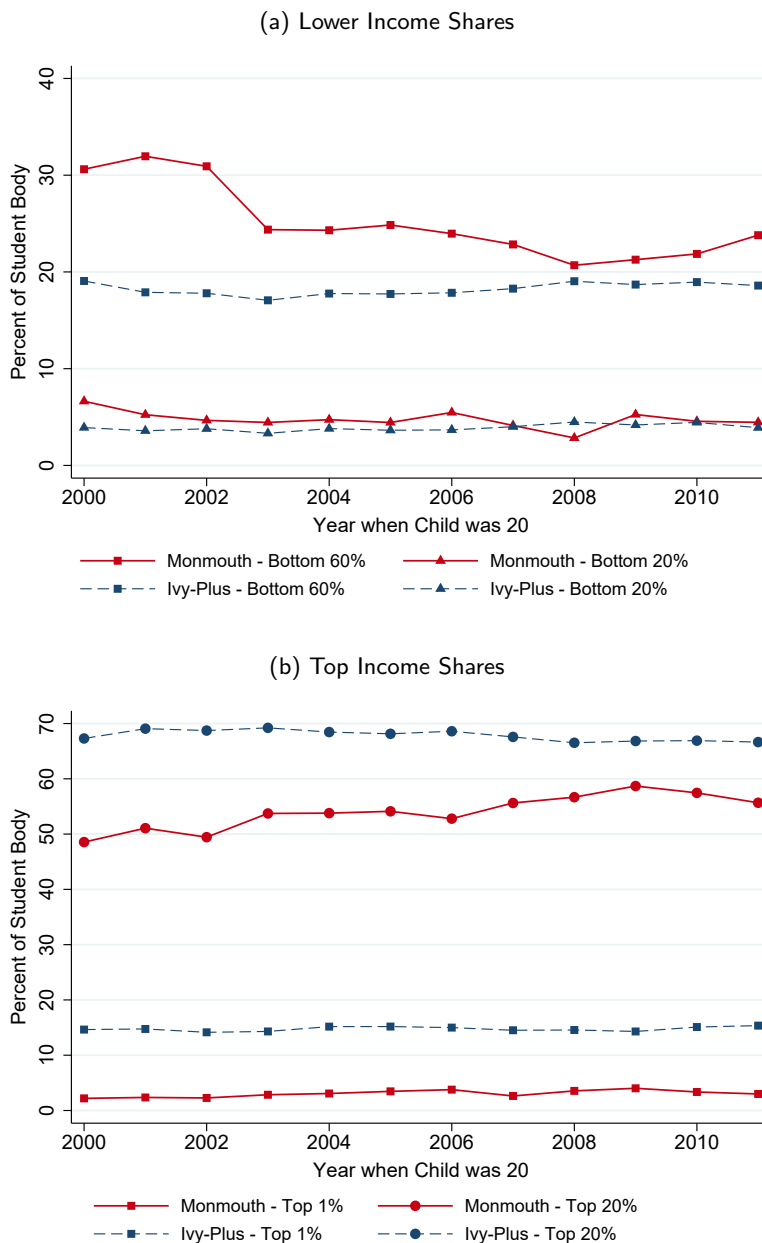 (a) Lower Income Shares
40
30
20
10
0
Percent of Student Body
2000 2002 2004 2006 2008 2010
Year when Child was 20
Monmouth - Bottom 60% Monmouth - Bottom 20%
Ivy-Plus - Bottom 60% Ivy-Plus - Bottom 20%
(b) Top Income Shares
70
60
50
40
30
20
10
0
Percent of Student Body
2000 2002 2004 2006 2008 2010
Year when Child was 20
Monmouth - Top 1% Monmouth - Top 20%
Ivy-Plus - Top 1% Ivy-Plus - Top 20%